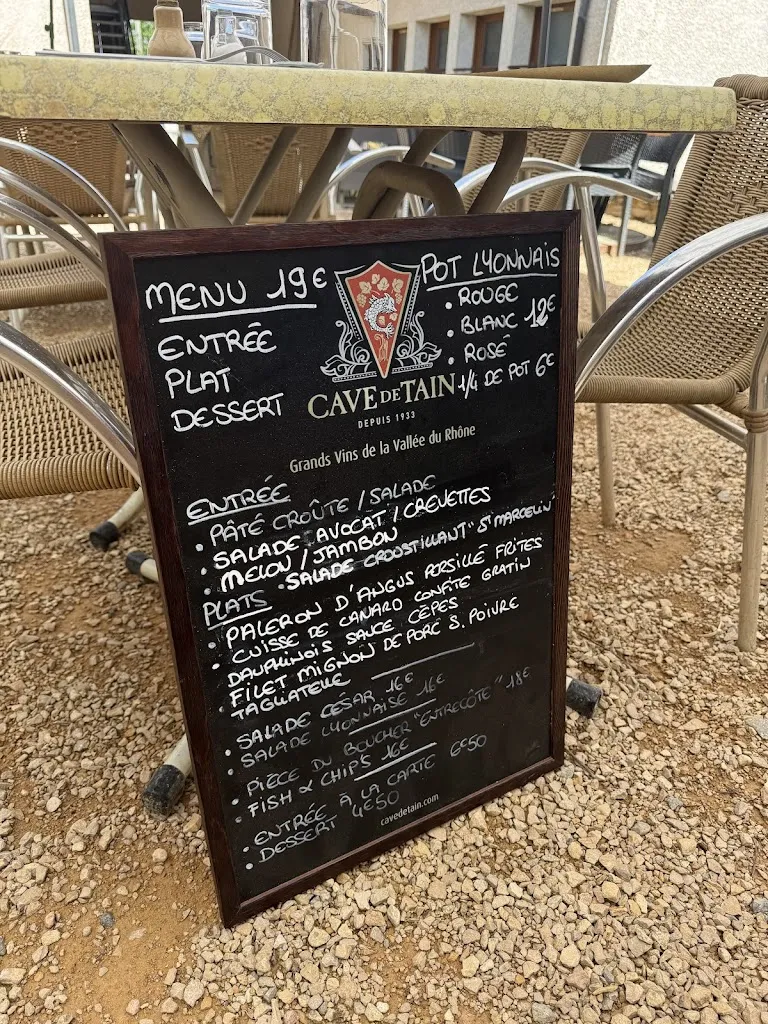 MENU 19€
ENTRÉE
PLAT
DESSERT
POT LYONNAIS
• ROUGE
• BLANC 12€
• ROSÉ
1/4 DE POT 6€
CAVE DE TAIN
DEPUIS 1933
Grands Vins de la Vallée du Rhône
ENTRÉE
• PÂTÉ CROÛTE / SALADE
• SALADE AVOCAT / CREVETTES
• MELON / JAMBON
• SALADE CROUSTILLANT "ST MARCELIN"
PLATS
• PALERON D'ANGUS PERSILLÉ FRITES
• CUISSE DE CANARD CONFITE GRATIN
DAUPHINOIS SAUCE CÈPES
• FILET MIGNON DE PORC S. POIVRE
TAGLIATELLE
• SALADE CÉSAR 16€
• SALADE LYONNAISE 16€
• PIÈCE DU BOUCHER "ENTRECÔTE" 18€
• FISH & CHIP'S 16€
• ENTRÉE À LA CARTE 6€50
• DESSERT 4€50
cavedetain.com